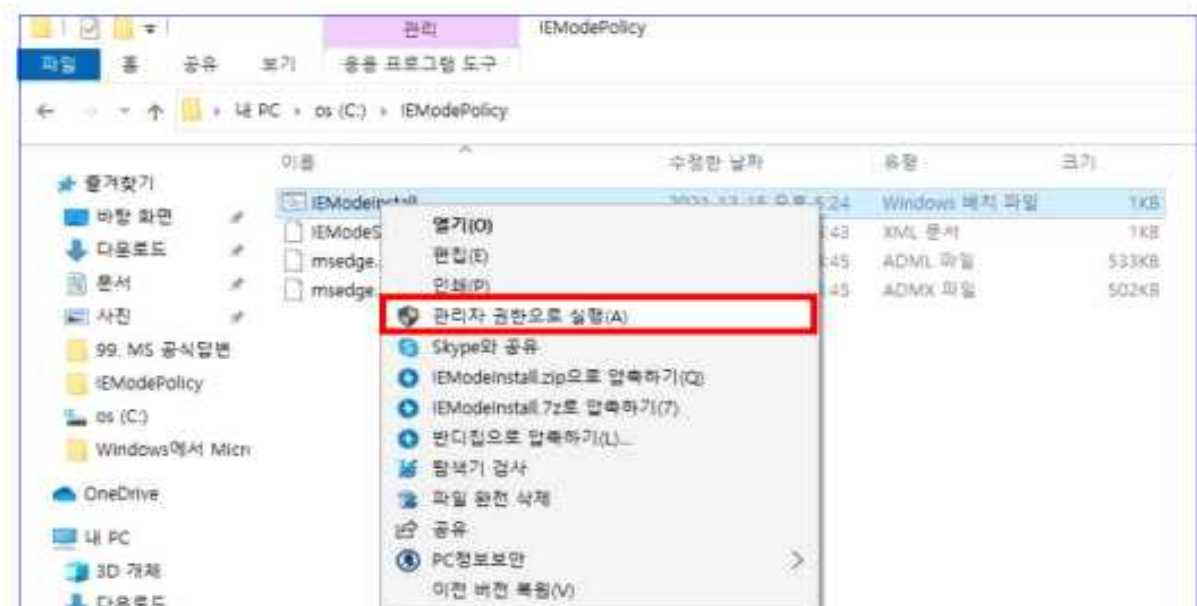 관리 IEModePolicy
파일 홈 공유 보기 응용 프로그램 도구
내 PC os (C:) IEModePolicy
이름 수정한 날짜 유형 크기
즐겨찾기
IEModeInstall 5:24 Windows 배치 파일 1KB
바탕 화면
열기(O)
IEModeS :43 XML 문서 1KB
다운로드
편집(E)
msedge. :45 ADML 파일 533KB
문서
인쇄(P)
msedge. :45 ADMX 파일 502KB
사진
관리자 권한으로 실행(A)
99. MS 공식답변
Skype와 공유
IEModePolicy
IEModeInstall.zip으로 압축하기(Q)
os (C:)
IEModeInstall.7z로 압축하기(7)
Windows에서 Micr
반디집으로 압축하기(L)...
탐색기 검사
OneDrive
파일 완전 삭제
내 PC
공유
3D 개체
PC정보보안
다운로드
이전 버전 복원(V)